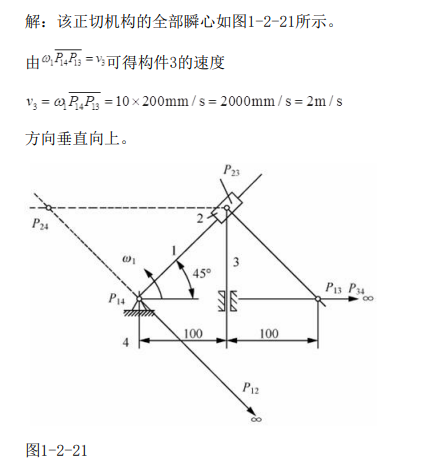 解：该正切机构的全部瞬心如图1-2-21所示。
由ω₁P₁₄P₁₃ = v₃可得构件3的速度
v₃ = ω₁P₁₄P₁₃ = 10×200mm / s = 2000mm / s = 2m / s
方向垂直向上。
P₂₃
P₂₄
2
1
ω₁
3
45°
P₁₄
P₁₃ P₃₄
∞
4
100
100
P₁₂
∞
图1-2-21